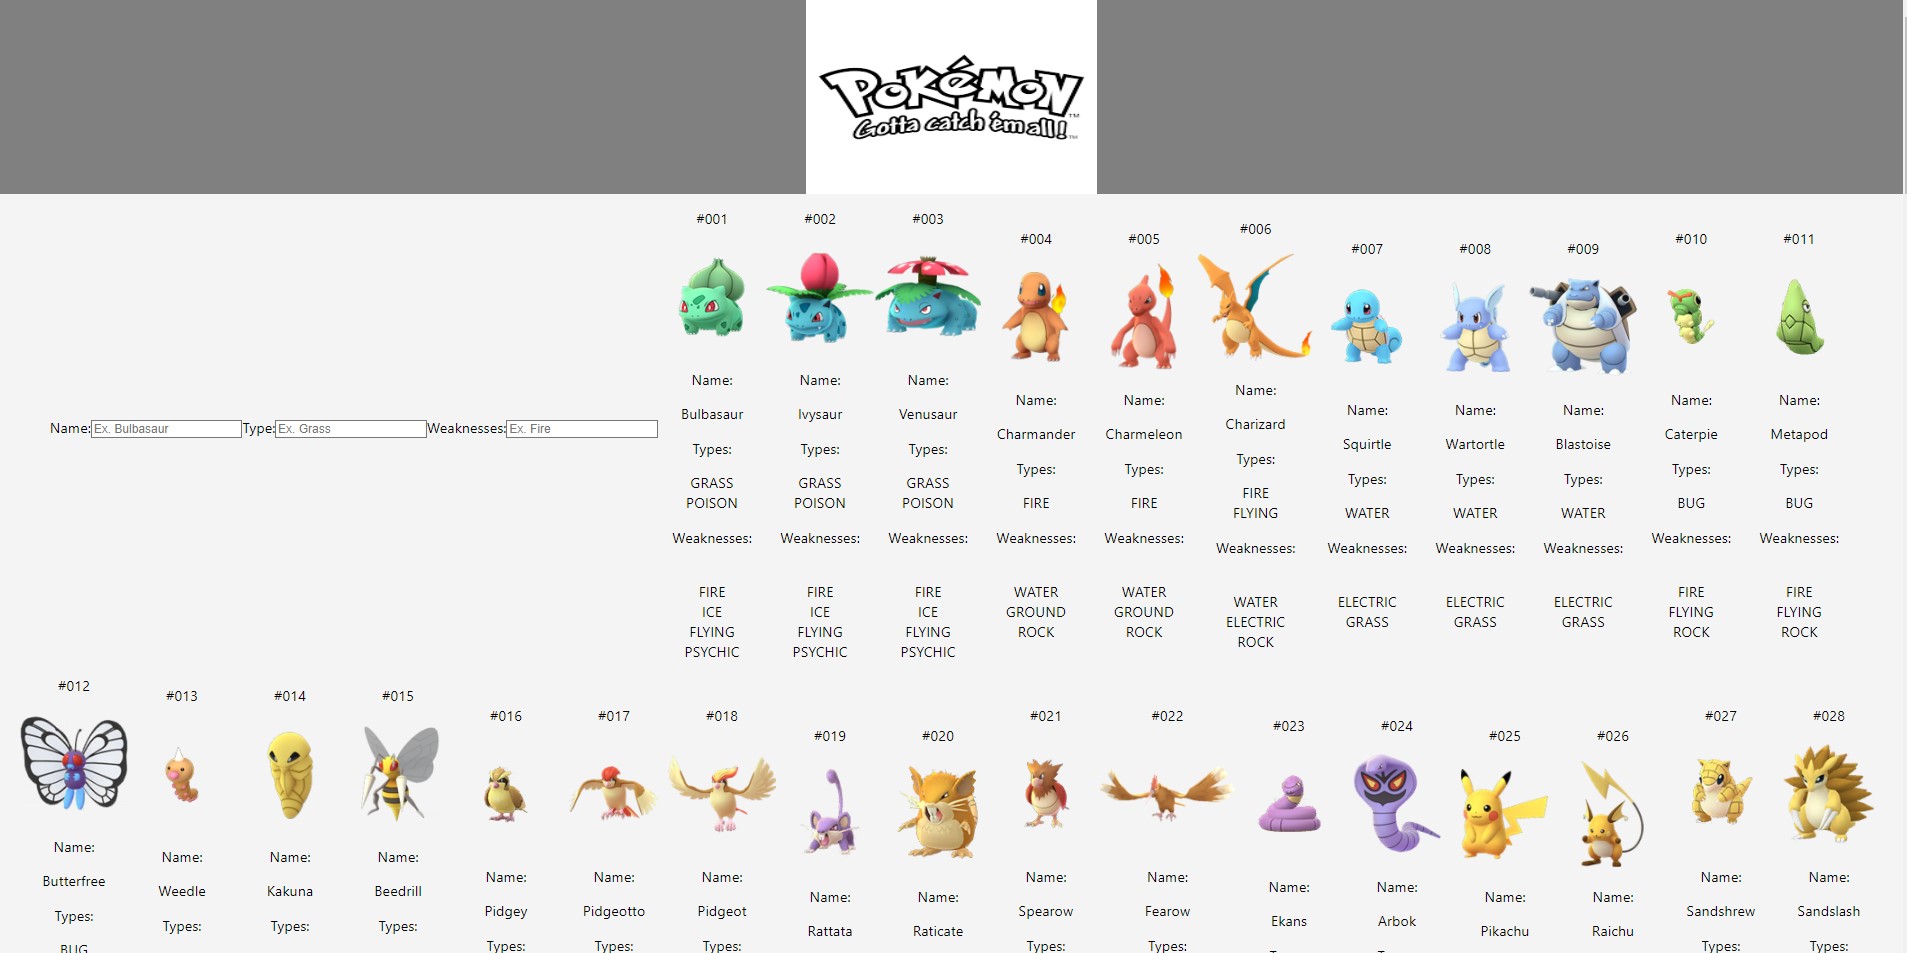 POKéMON
TM
Gotta catch 'em all!
TM
#001
#002
#003
#004
#005
#006
#007
#008
#009
#010
#011
Name:
Name:
Name:
Name:
Name:
Name:
Name:
Name:
Name:
Name:
Name:
Bulbasaur
Ivysaur
Venusaur
Charmander
Charmeleon
Charizard
Squirtle
Wartortle
Blastoise
Caterpie
Metapod
Name: Ex. Bulbasaur Type: Ex. Grass Weaknesses: Ex. Fire
Types:
Types:
Types:
Types:
Types:
Types:
Types:
Types:
Types:
Types:
Types:
GRASS
POISON
GRASS
POISON
GRASS
POISON
FIRE
FIRE
FIRE
FLYING
WATER
WATER
WATER
BUG
BUG
Weaknesses:
Weaknesses:
Weaknesses:
Weaknesses:
Weaknesses:
Weaknesses:
Weaknesses:
Weaknesses:
Weaknesses:
Weaknesses:
Weaknesses:
FIRE
ICE
FLYING
PSYCHIC
FIRE
ICE
FLYING
PSYCHIC
FIRE
ICE
FLYING
PSYCHIC
WATER
GROUND
ROCK
WATER
GROUND
ROCK
WATER
ELECTRIC
ROCK
ELECTRIC
GRASS
ELECTRIC
GRASS
ELECTRIC
GRASS
FIRE
FLYING
ROCK
FIRE
FLYING
ROCK
#012
Name:
Butterfree
Types:
BUG
#013
Name:
Weedle
Types:
#014
Name:
Kakuna
Types:
#015
Name:
Beedrill
Types:
#016
Name:
Pidgey
Types:
#017
Name:
Pidgeotto
Types:
#018
Name:
Pidgeot
Types:
#019
Name:
Rattata
#020
Name:
Raticate
#021
Name:
Spearow
Types:
#022
Name:
Fearow
Types:
#023
Name:
Ekans
#024
Name:
Arbok
#025
Name:
Pikachu
#026
Name:
Raichu
#027
Name:
Sandshrew
Types:
#028
Name:
Sandslash
Types: